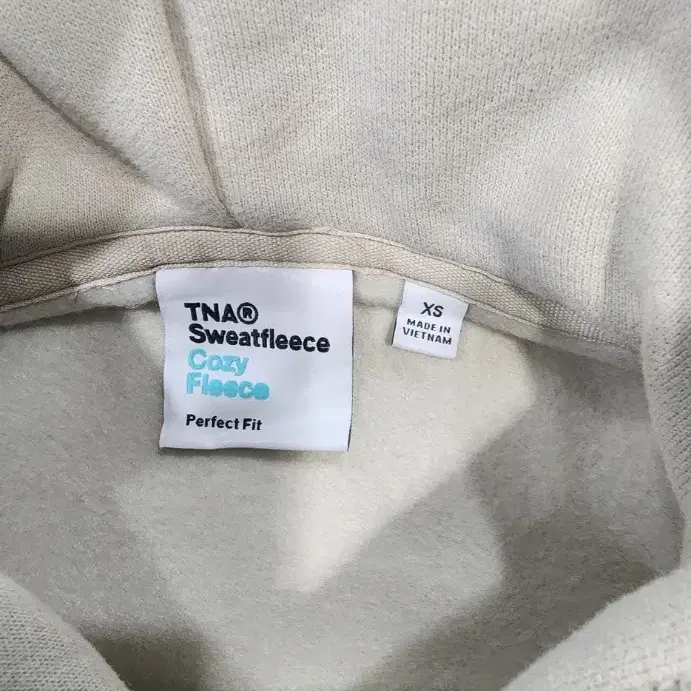 TNA®
Sweatfleece
Cozy
Fleece
Perfect Fit
XS
MADE IN
VIETNAM